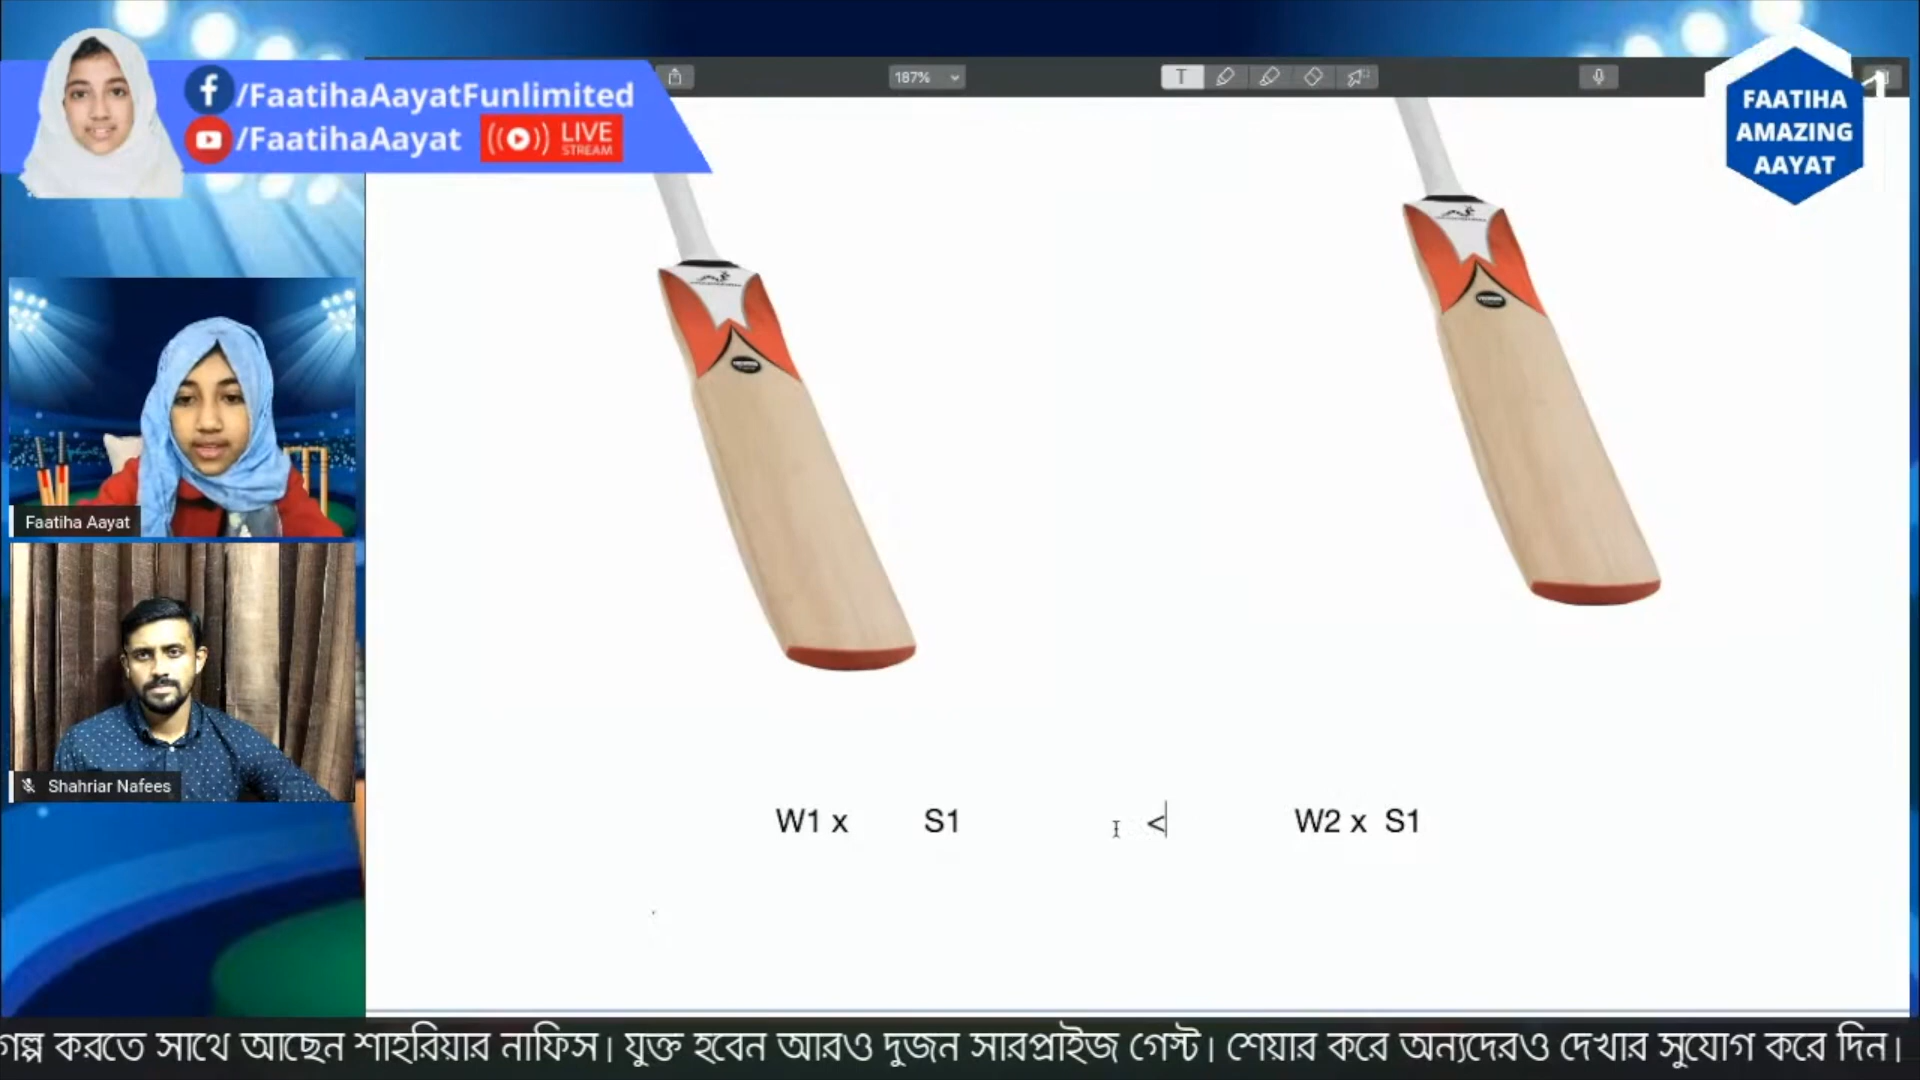 /FaatihaAayatFunlimited
/FaatihaAayat LIVE STREAM
187%
T
FAATIHA
AMAZING
AAYAT
Faatiha Aayat
Shahriar Nafees
W1 x S1 < W2 x S1
গল্প করতে সাথে আছেন শাহরিয়ার নাফিস। যুক্ত হবেন আরও দুজন সারপ্রাইজ গেস্ট। শেয়ার করে অন্যদেরও দেখার সুযোগ করে দিন।